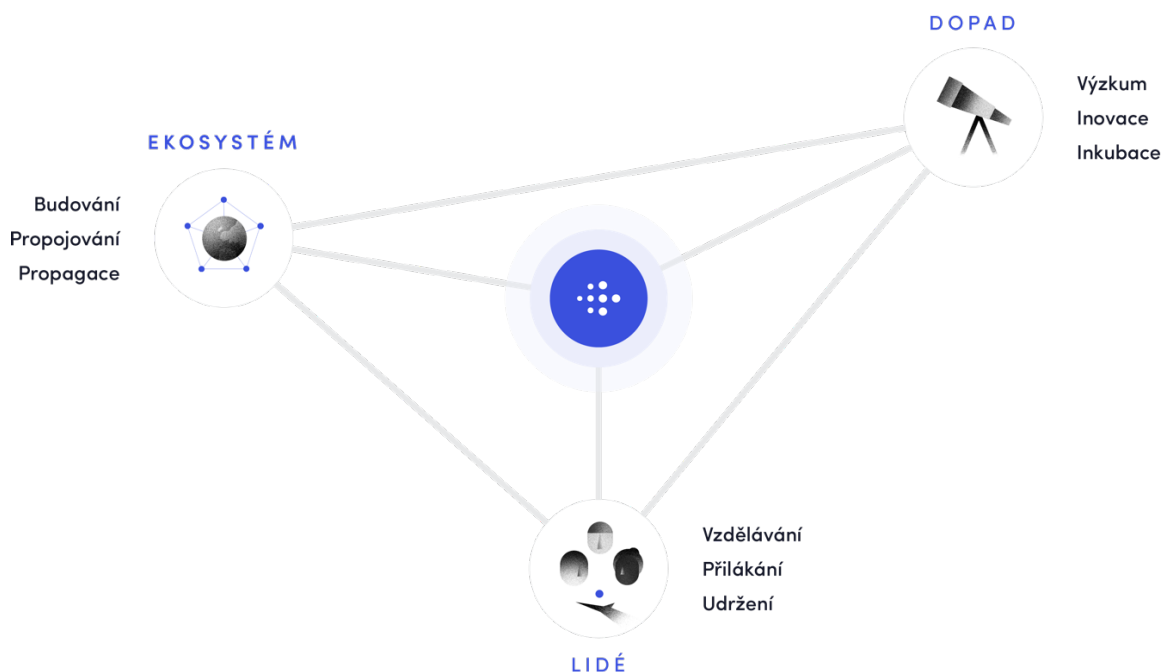 DOPAD
Výzkum
Inovace
Inkubace
EKOSYSTÉM
Budování
Propojování
Propagace
Vzdělávání
Přilákání
Udržení
LIDÉ